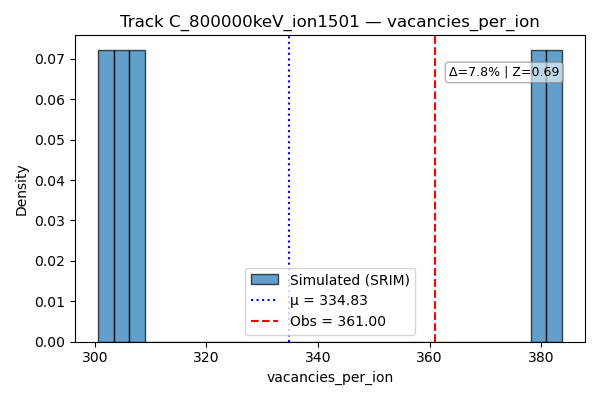 Track C_800000keV_ion1501 — vacancies_per_ion
Δ=7.8% | Z=0.69
Density
0.07
0.06
0.05
0.04
0.03
0.02
0.01
0.00
Simulated (SRIM)
μ = 334.83
Obs = 361.00
300 320 340 360 380
vacancies_per_ion